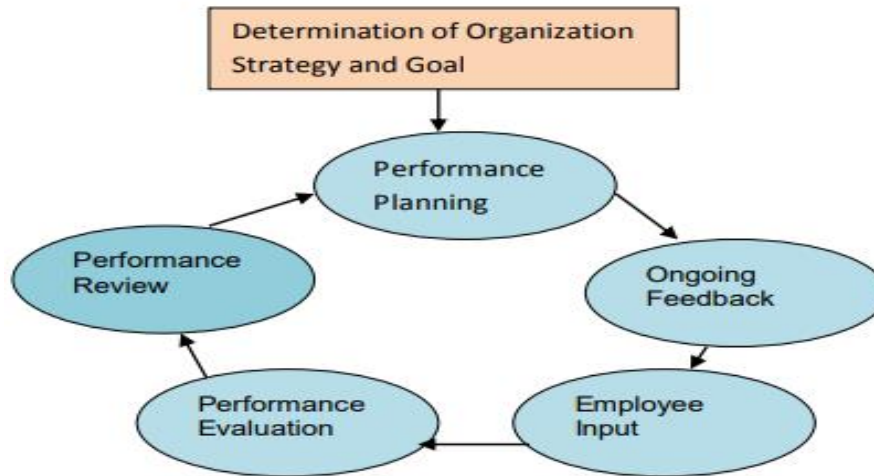 Determination of Organization
Strategy and Goal
Performance
Planning
Ongoing
Feedback
Employee
Input
Performance
Evaluation
Performance
Review